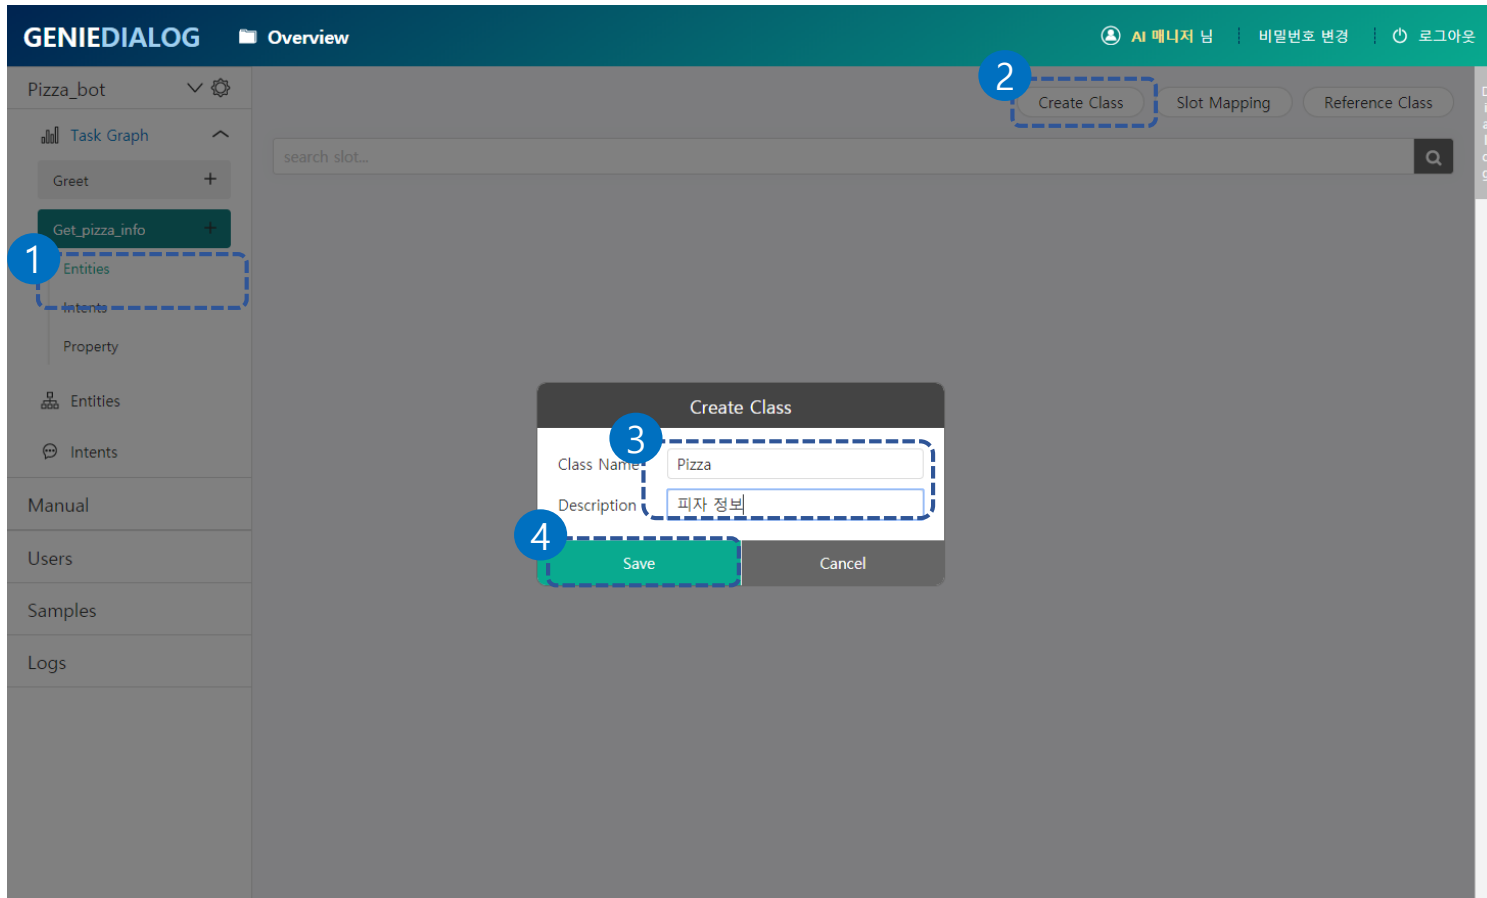 GENIEDIALOG Overview AI 매니저 님 비밀번호 변경 로그아웃
Pizza_bot
2
Create Class Slot Mapping Reference Class
Dialog
Task Graph
search slot...
Greet +
Get_pizza_info +
1
Entities
Intents
Property
Entities
Intents
Manual
Users
Samples
Logs
Create Class
3
Class Name Pizza
Description 피자 정보
4
Save Cancel